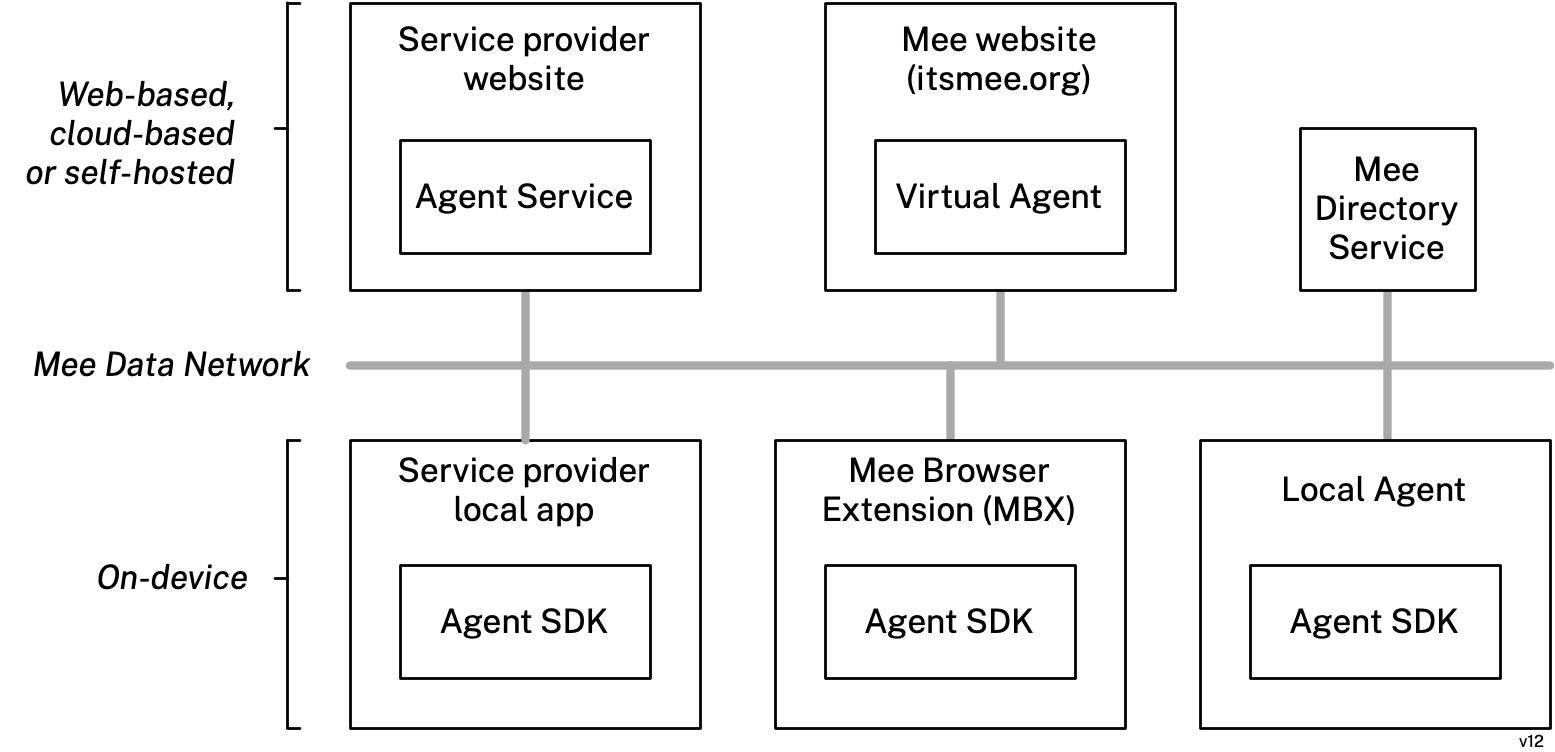 Service provider
website
Mee website
(itsmee.org)
Web-based,
cloud-based
or self-hosted
Agent Service
Virtual Agent
Mee
Directory
Service
Mee Data Network
Service provider
local app
Mee Browser
Extension (MBX)
Local Agent
On-device
Agent SDK
Agent SDK
Agent SDK
v12